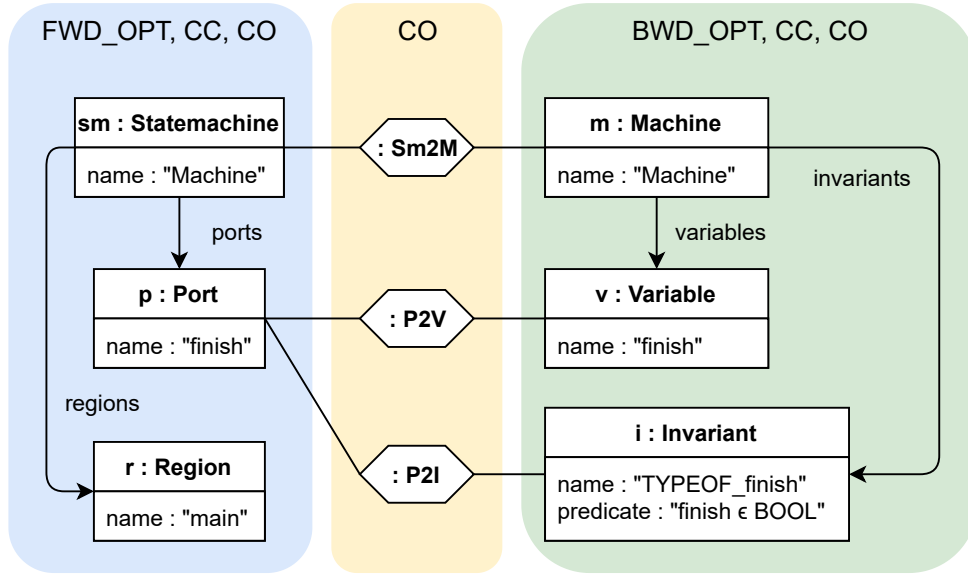 FWD_OPT, CC, CO
CO
BWD_OPT, CC, CO
sm : Statemachine
name : "Machine"
: Sm2M
m : Machine
name : "Machine"
invariants
ports
variables
p : Port
name : "finish"
: P2V
v : Variable
name : "finish"
regions
r : Region
name : "main"
: P2I
i : Invariant
name : "TYPEOF_finish"
predicate : "finish ϵ BOOL"